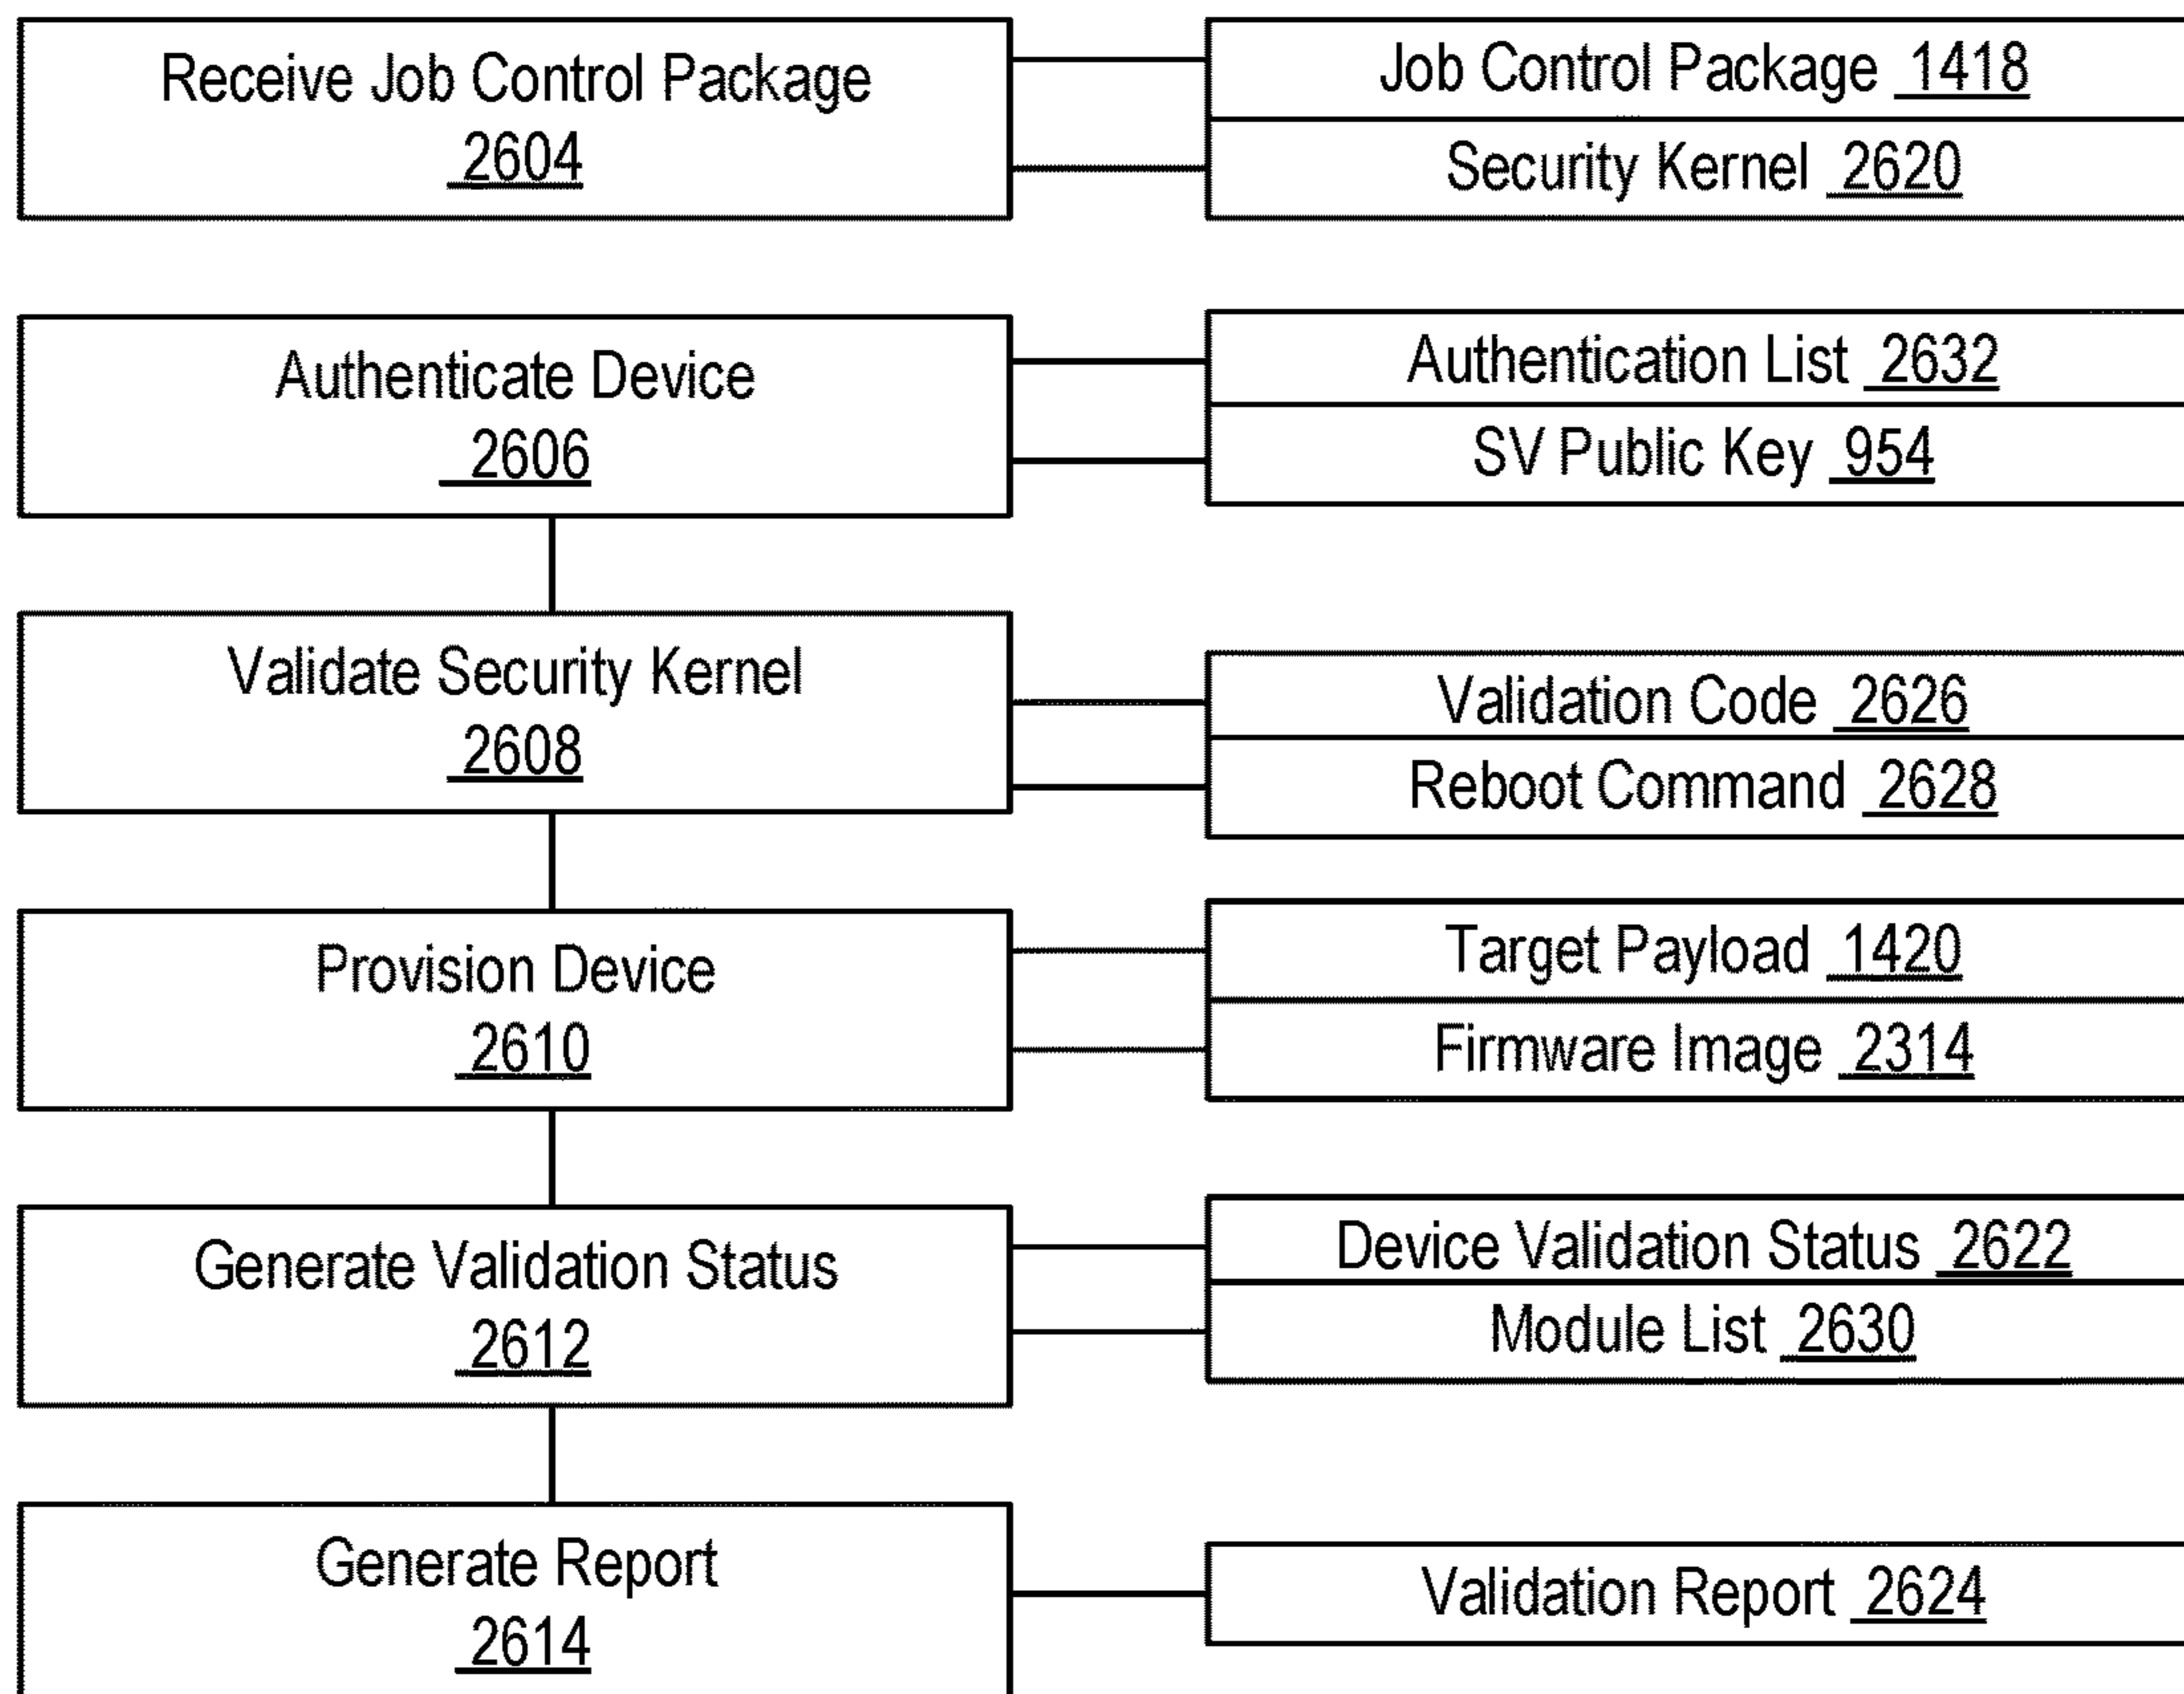 Receive Job Control Package
2604
Job Control Package 1418
Security Kernel 2620
Authenticate Device
2606
Authentication List 2632
SV Public Key 954
Validate Security Kernel
2608
Validation Code 2626
Reboot Command 2628
Provision Device
2610
Target Payload 1420
Firmware Image 2314
Generate Validation Status
2612
Device Validation Status 2622
Module List 2630
Generate Report
2614
Validation Report 2624